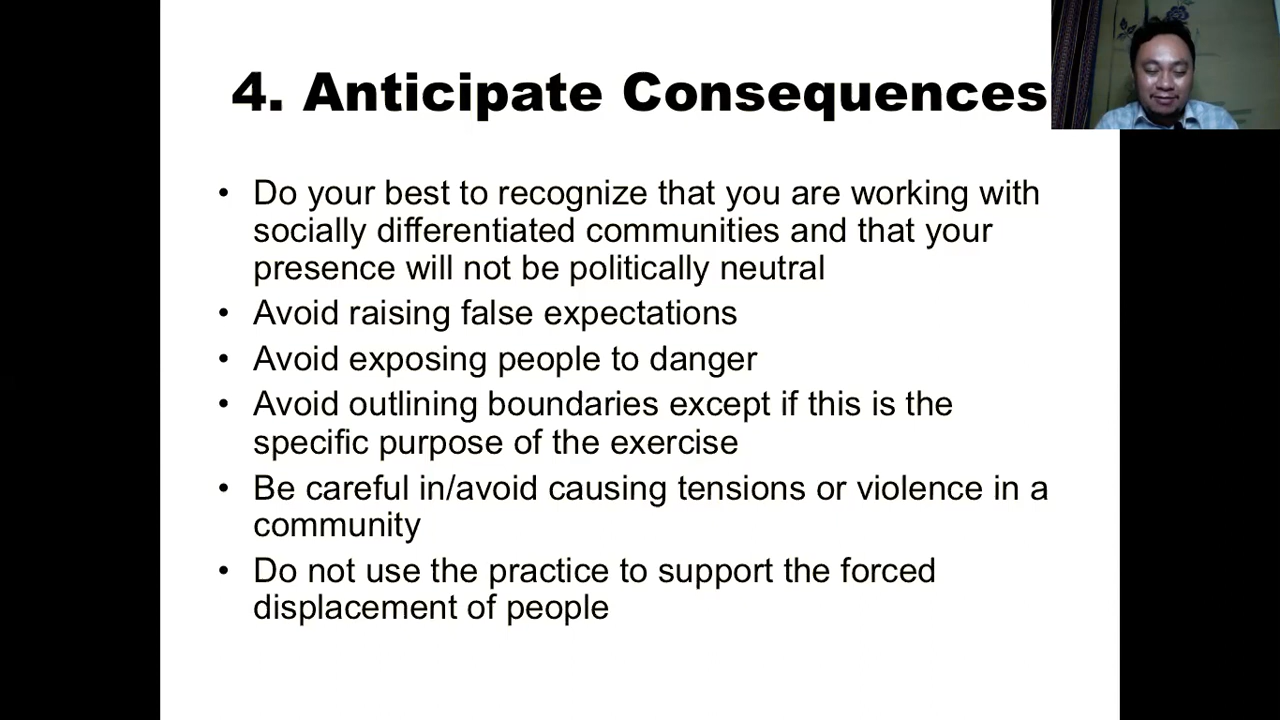 4. Anticipate Consequences
• Do your best to recognize that you are working with
socially differentiated communities and that your
presence will not be politically neutral
• Avoid raising false expectations
• Avoid exposing people to danger
• Avoid outlining boundaries except if this is the
specific purpose of the exercise
• Be careful in/avoid causing tensions or violence in a
community
• Do not use the practice to support the forced
displacement of people